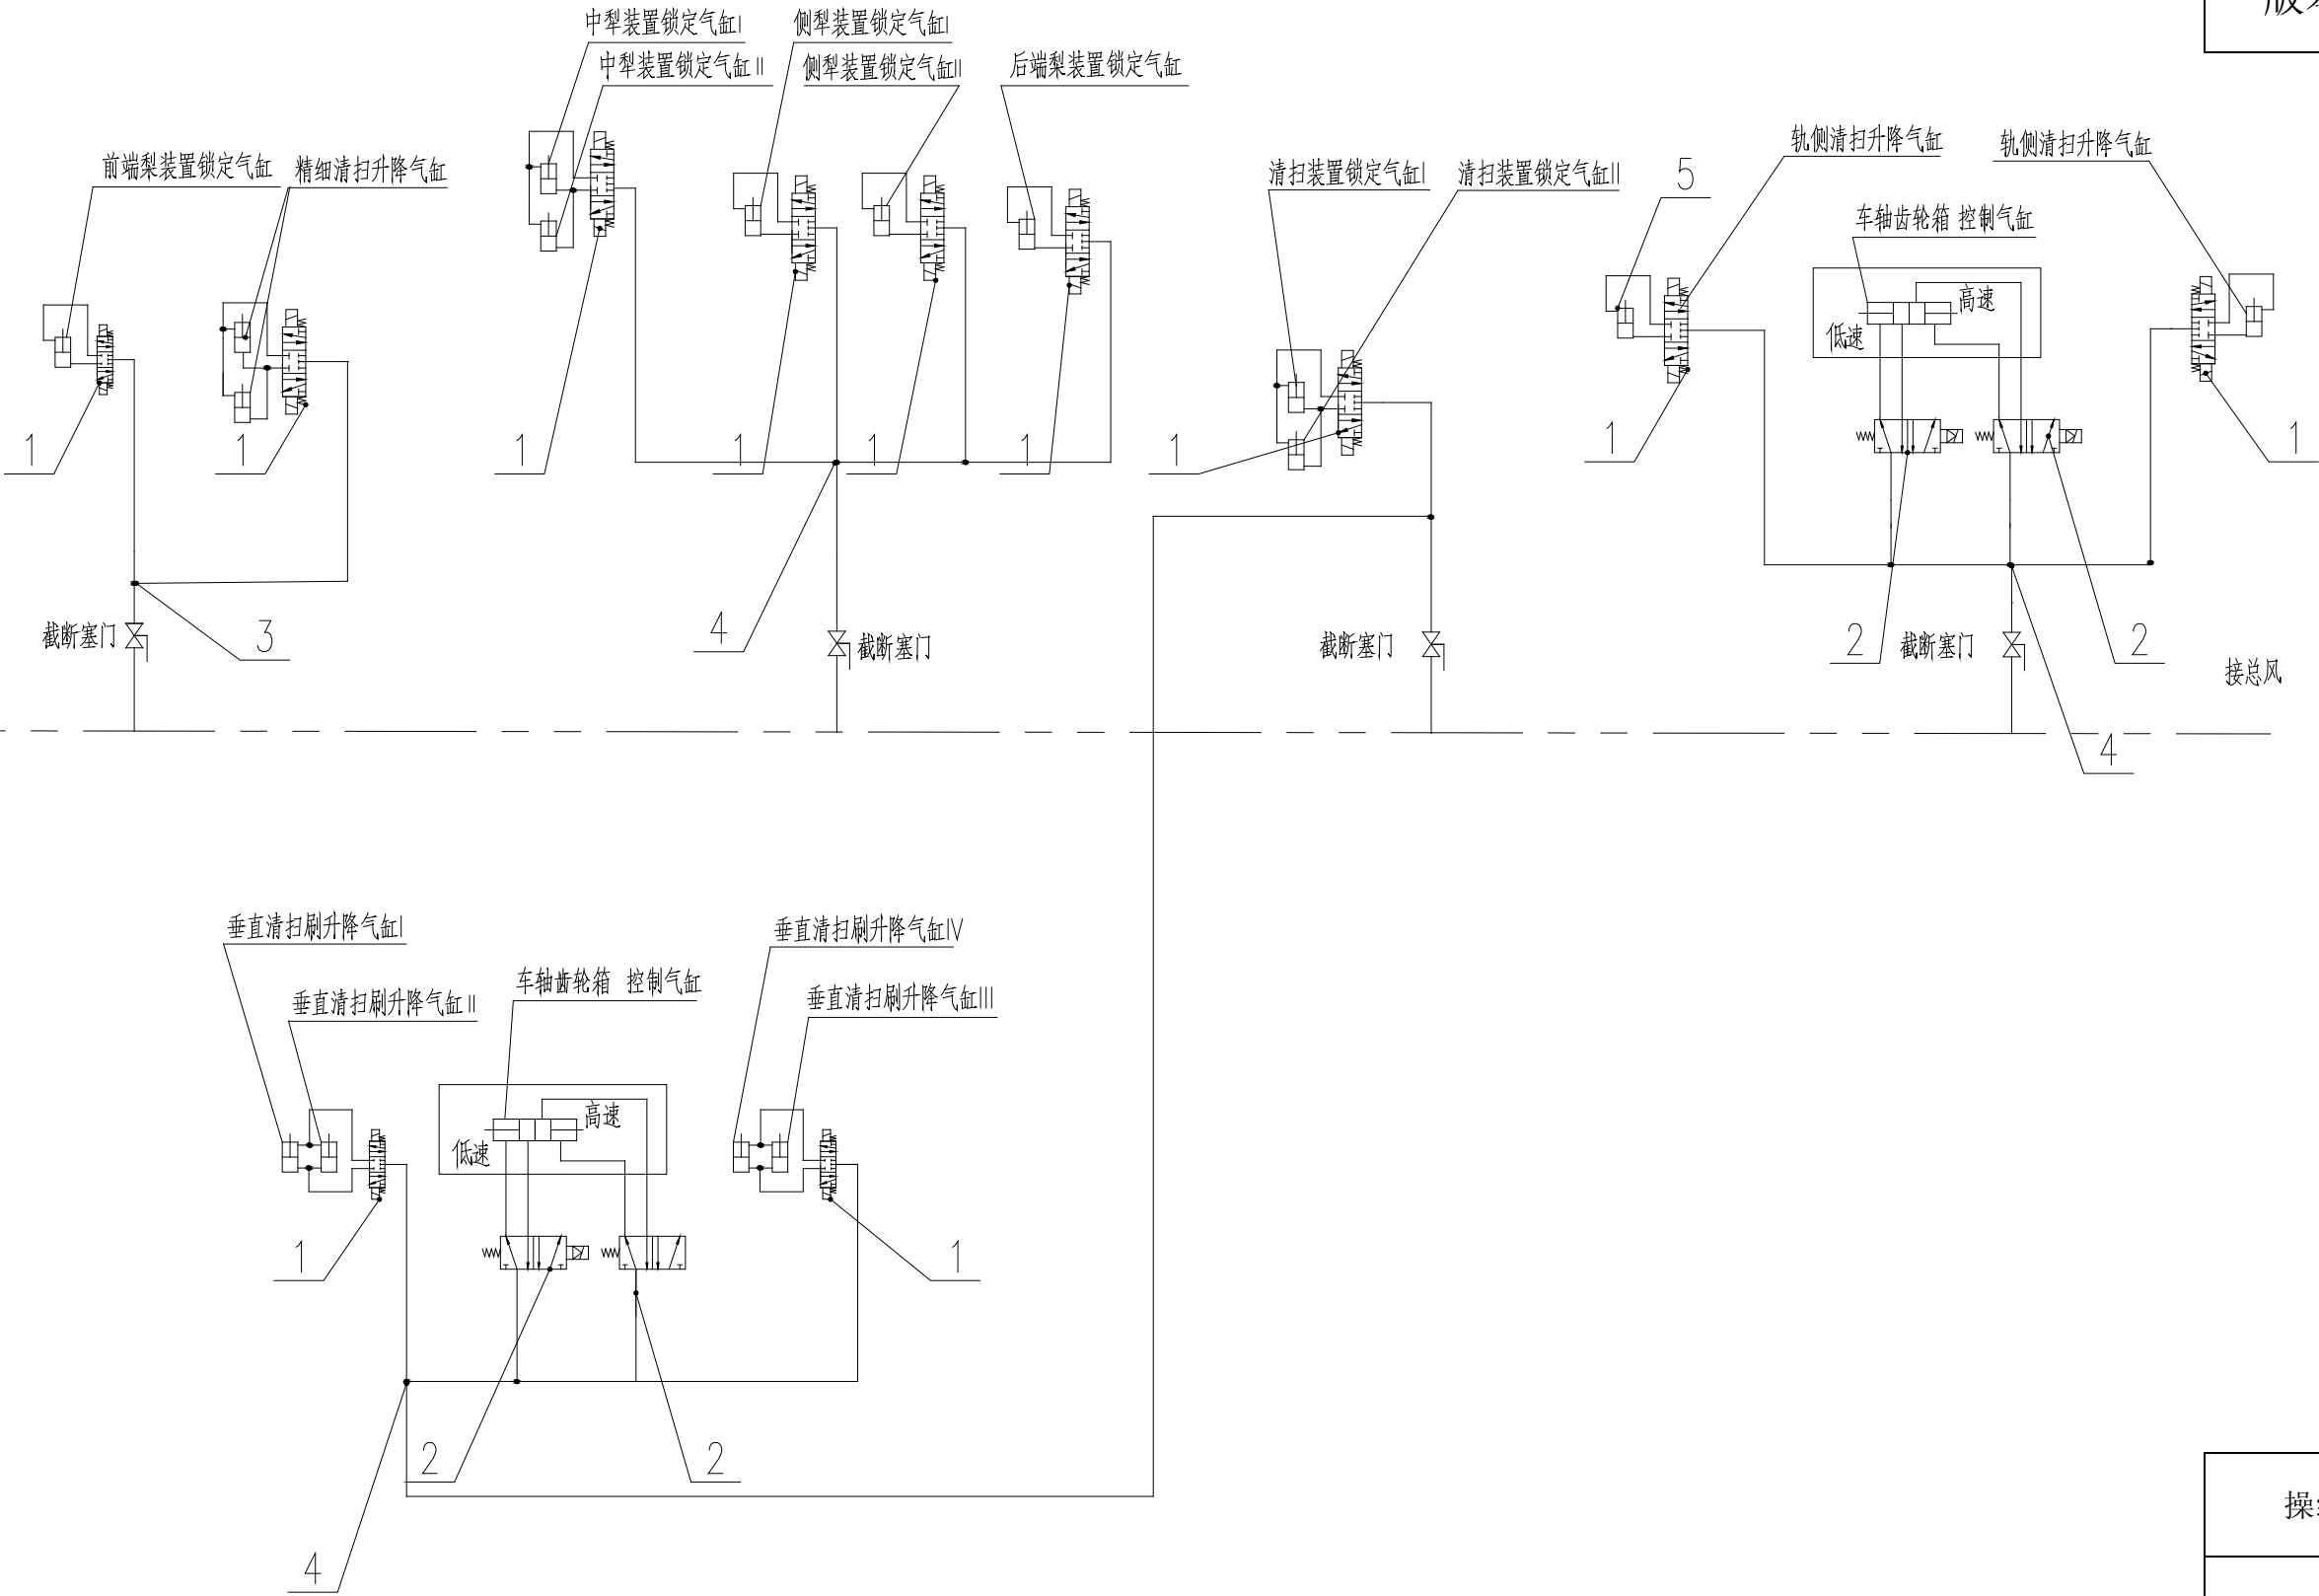 中犁装置锁定气缸I
侧犁装置锁定气缸I
中犁装置锁定气缸II
侧犁装置锁定气缸II
后端梨装置锁定气缸
轨侧清扫升降气缸
轨侧清扫升降气缸
前端梨装置锁定气缸
精细清扫升降气缸
清扫装置锁定气缸I
清扫装置锁定气缸II
5
车轴齿轮箱 控制气缸
高速
低速
1
1
1
1
1
1
1
1
1
截断塞门
3
4
截断塞门
截断塞门
2
截断塞门
2
接总风
4
垂直清扫刷升降气缸I
垂直清扫刷升降气缸IV
车轴齿轮箱 控制气缸
垂直清扫刷升降气缸II
垂直清扫刷升降气缸III
高速
低速
1
1
2
2
4